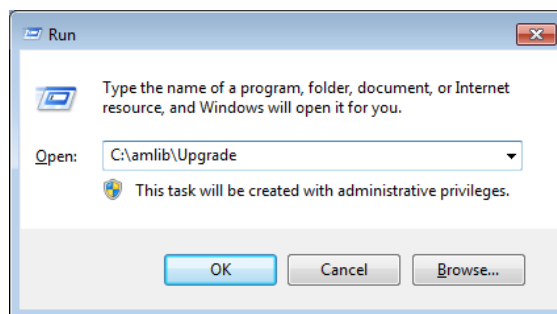 Run
Type the name of a program, folder, document, or Internet
resource, and Windows will open it for you.
Open: C:\amlib\Upgrade
This task will be created with administrative privileges.
OK Cancel Browse...